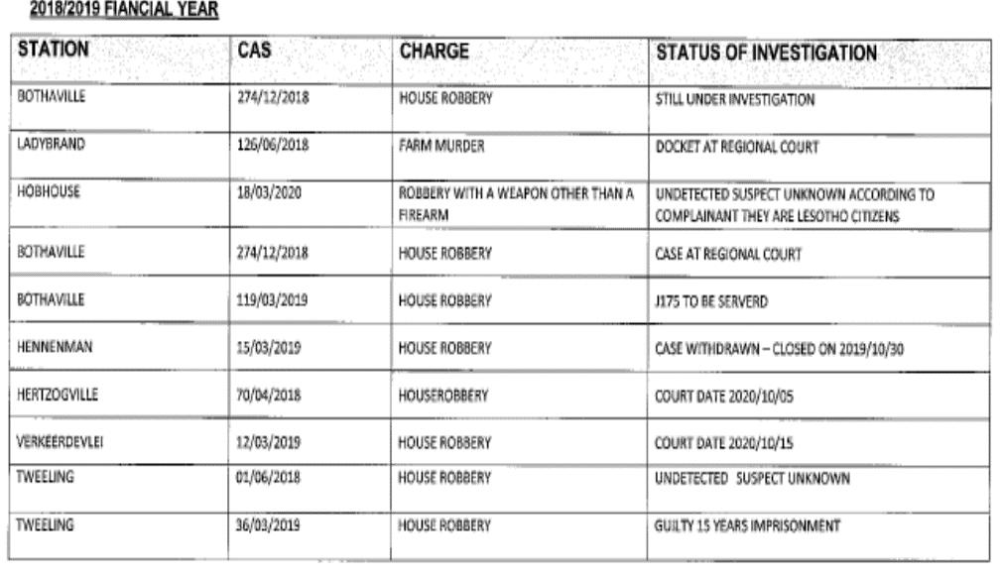 2018/2019 FIANCIAL YEAR
STATION CAS CHARGE STATUS OF INVESTIGATION
BOTHAVILLE 274/12/2018 HOUSE ROBBERY STILL UNDER INVESTIGATION
LADYBRAND 126/06/2018 FARM MURDER DOCKET AT REGIONAL COURT
HOBHOUSE 18/03/2020 ROBBERY WITH A WEAPON OTHER THAN A UNDETECTED SUSPECT UNKNOWN ACCORDING TO
FIREARM COMPLAINANT THEY ARE LESOTHO CITIZENS
BOTHAVILLE 274/12/2018 HOUSE ROBBERY CASE AT REGIONAL COURT
BOTHAVILLE 119/03/2019 HOUSE ROBBERY J175 TO BE SERVERD
HENNENMAN 15/03/2019 HOUSE ROBBERY CASE WITHDRAWN – CLOSED ON 2019/10/30
HERTZOGVILLE 70/04/2018 HOUSEROBBERY COURT DATE 2020/10/05
VERKEERDEVLEI 12/03/2019 HOUSE ROBBERY COURT DATE 2020/10/15
TWEELING 01/06/2018 HOUSE ROBBERY UNDETECTED SUSPECT UNKNOWN
TWEELING 36/03/2019 HOUSE ROBBERY GUILTY 15 YEARS IMPRISONMENT